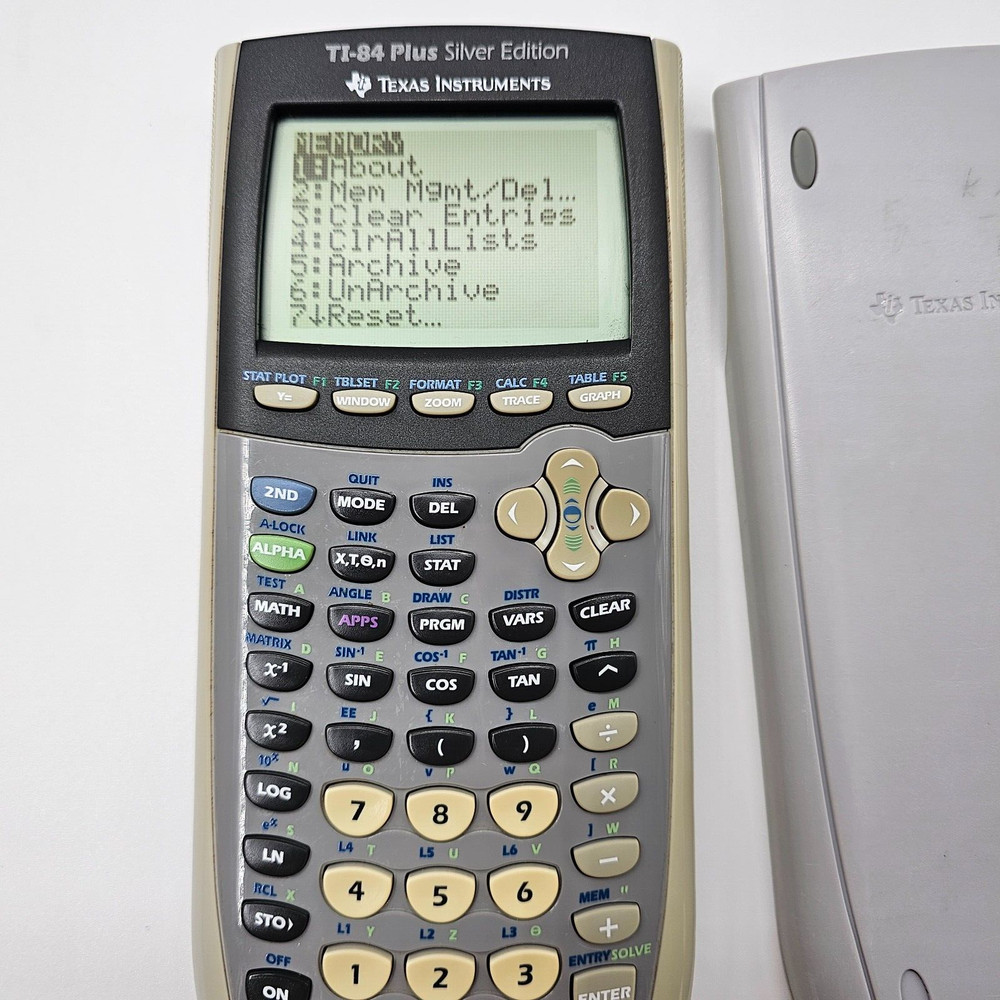 TI-84 Plus Silver Edition
TEXAS INSTRUMENTS
MEMORY
1:About
2:Mem Mgmt/Del…
3:Clear Entries
4:ClrAllLists
5:Archive
6:UnArchive
7↓Reset…
STAT PLOT F1 TBLSET F2 FORMAT F3 CALC F4 TABLE F5
Y= WINDOW ZOOM TRACE GRAPH
QUIT INS
2ND MODE DEL
A-LOCK LINK LIST
ALPHA X,T,Θ,n STAT
TEST A ANGLE B DRAW C DISTR
MATH APPS PRGM VARS CLEAR
MATRIX D SIN⁻¹ E COS⁻¹ F TAN⁻¹ G π H
x⁻¹ SIN COS TAN ^
√ I EE J { K } L e M
x² , ( ) ÷
10ˣ N u O v P w Q [ R
LOG 7 8 9 ×
eˣ S L4 T L5 U L6 V ] W
LN 4 5 6 −
RCL X L1 Y L2 Z L3 θ MEM "
STO▸ 1 2 3 +
OFF ENTRY SOLVE
ON ENTER
TEXAS IN